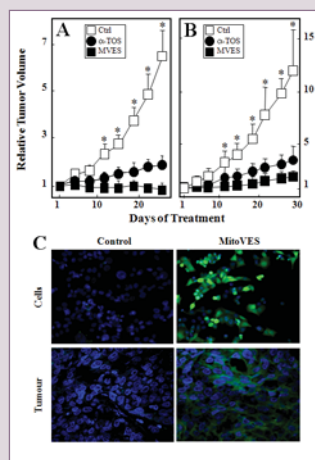 A
B
Ctrl
α-TOS
MVES
Ctrl
α-TOS
MVES
Relative Tumor Volume
7
5
3
1
15
10
5
1
1
10
20
1
10
20
30
Days of Treatment
C
Control
MitoVES
Cells
Tumour